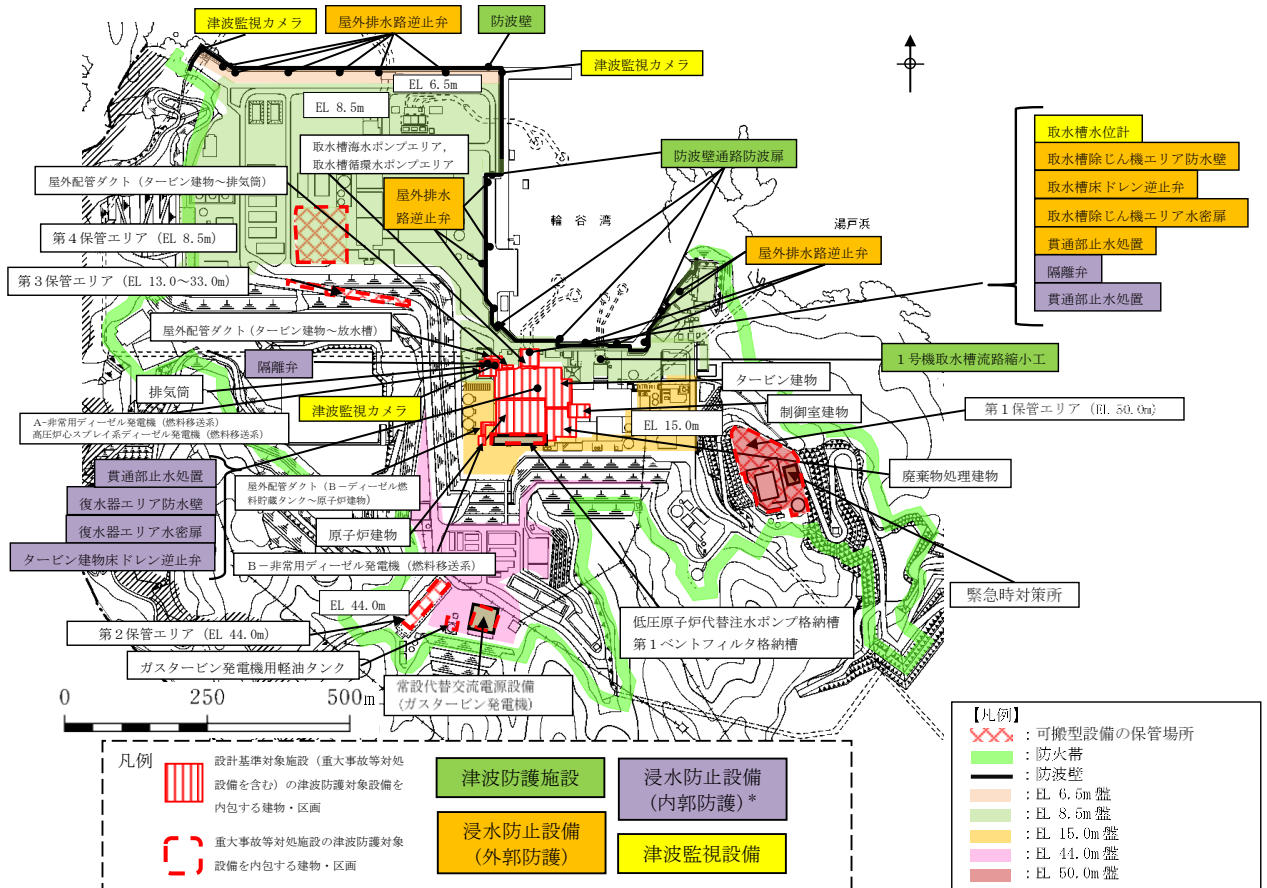 津波監視カメラ
屋外排水路逆止弁
防波壁
津波監視カメラ
EL 6.5m
EL 8.5m
取水槽海水ポンプエリア,
取水槽循環水ポンプエリア
防波壁通路防波扉
屋外配管ダクト（タービン建物～排気筒）
屋外排水
路逆止弁
輪谷湾
湯戸浜
第４保管エリア（EL 8.5m）
屋外排水路逆止弁
第３保管エリア（EL 13.0～33.0m）
取水槽水位計
取水槽除じん機エリア防水壁
取水槽床ドレン逆止弁
取水槽除じん機エリア水密扉
貫通部止水処置
隔離弁
貫通部止水処置
屋外配管ダクト（タービン建物～放水槽）
１号機取水槽流路縮小工
隔離弁
排気筒
タービン建物
津波監視カメラ
制御室建物
第１保管エリア（EL 50.0m）
A-非常用ディーゼル発電機（燃料移送系）
高圧炉心スプレイ系ディーゼル発電機（燃料移送系）
EL 15.0m
貫通部止水処置
復水器エリア防水壁
復水器エリア水密扉
タービン建物床ドレン逆止弁
屋外配管ダクト（B－ディーゼル燃
料貯蔵タンク～原子炉建物）
廃棄物処理建物
原子炉建物
B－非常用ディーゼル発電機（燃料移送系）
緊急時対策所
EL 44.0m
低圧原子炉代替注水ポンプ格納槽
第１ベントフィルタ格納槽
第２保管エリア（EL 44.0m）
ガスタービン発電機用軽油タンク
常設代替交流電源設備
（ガスタービン発電機）
0 250 500m
凡例
設計基準対象施設（重大事故等対処
設備を含む）の津波防護対象設備を
内包する建物・区画
重大事故等対処施設の津波防護対象
設備を内包する建物・区画
津波防護施設
浸水防止設備
（内郭防護）*
浸水防止設備
（外郭防護）
津波監視設備
【凡例】
：可搬型設備の保管場所
：防火帯
：防波壁
：EL 6.5m盤
：EL 8.5m盤
：EL 15.0m盤
：EL 44.0m盤
：EL 50.0m盤